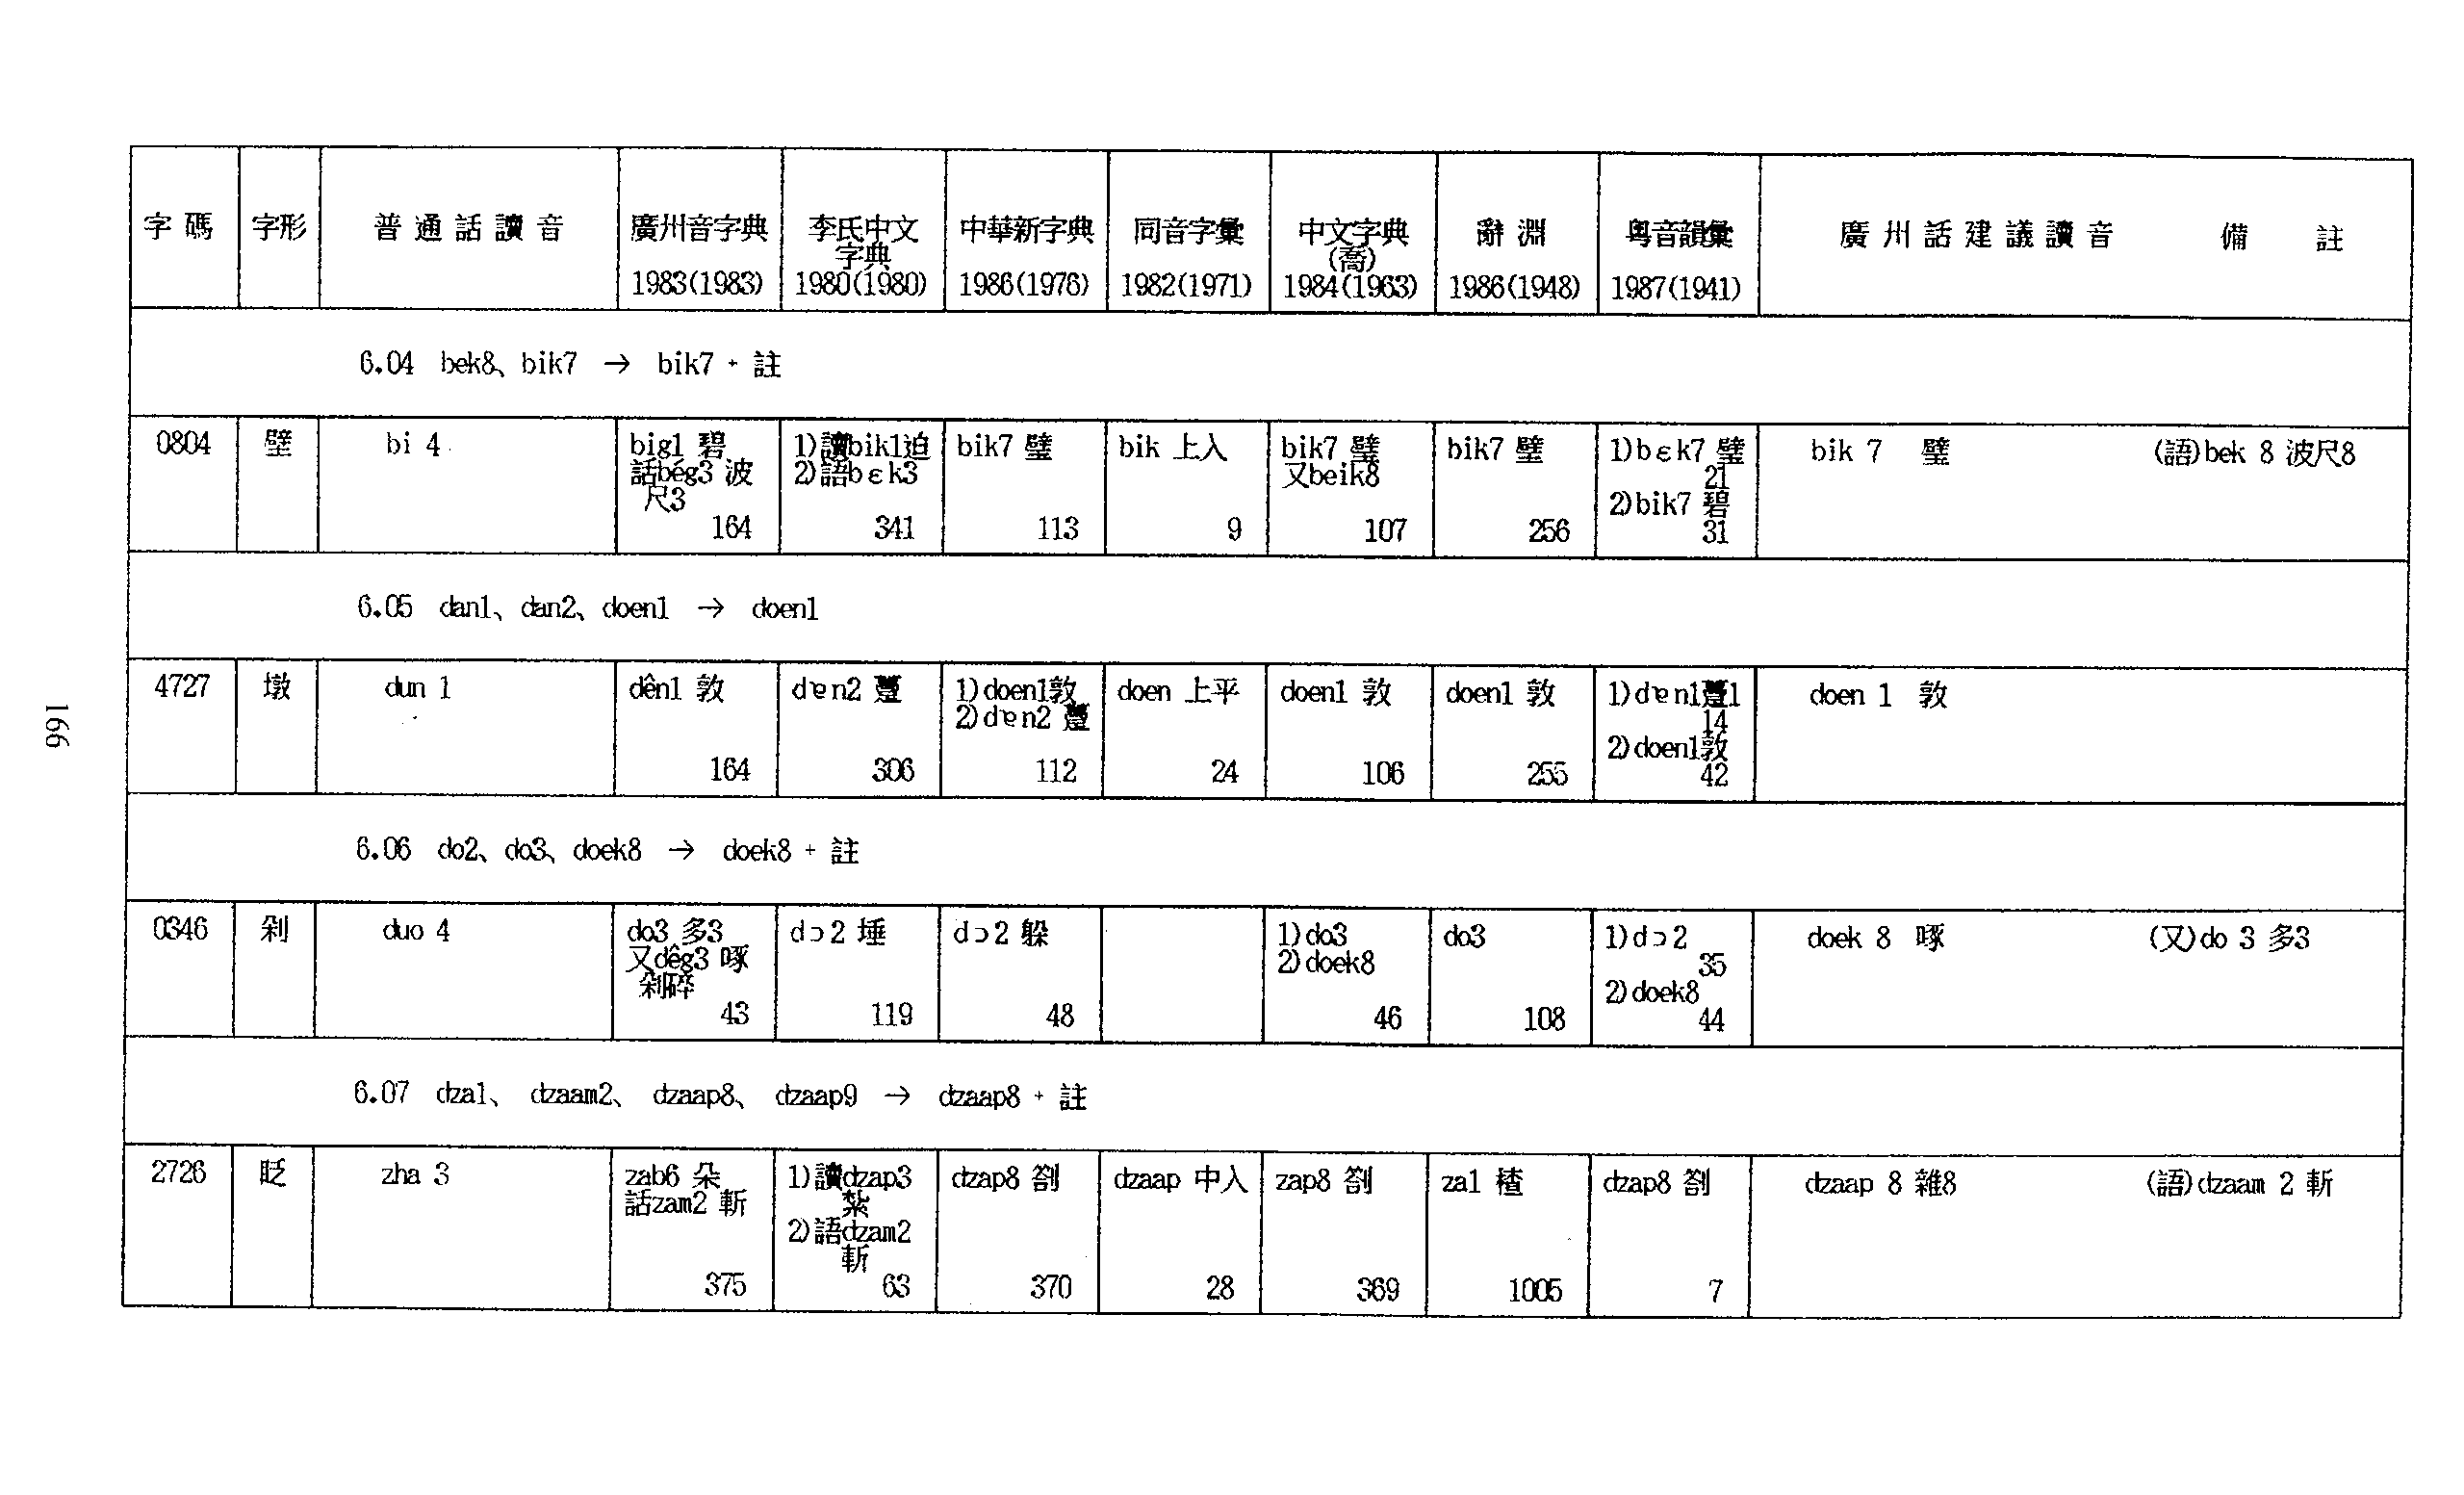 字 碼 字形 普 通 話 讀 音 廣州音字典 李氏中文 中華新字典 同音字彙 中文字典 辭 淵 粵音韻彙 廣 州 話 建 議 讀 音 備 註
字典 (喬)
1983(1983) 1980(1980) 1986(1976) 1982(1971) 1984(1963) 1986(1948) 1987(1941)
6.04 bek8、bik7 → bik7 + 註
0804 壁 bi 4 big1 碧 1)讀bik1迫 bik7 璧 bik 上入 bik7 璧 bik7 璧 1)bɛk7 璧 bik 7 璧 (語)bek 8 波尺8
話bég3 波 2)語bɛk3 又beik8 21
尺3 2)bik7 碧
164 341 113 9 107 256 31
6.05 dan1、dan2、doen1 → doen1
4727 墩 dun 1 dên1 敦 dɐn2 躉 1)doen1敦 doen 上平 doen1 敦 doen1 敦 1)dɐn1躉1 doen 1 敦
2)dɐn2 躉 14
2)doen1敦
164 306 112 24 106 255 42
6.06 do2、do3、doek8 → doek8 + 註
0346 剁 duo 4 do3 多3 dɔ2 埵 dɔ2 躲 1)do3 do3 1)dɔ2 doek 8 啄 (又)do 3 多3
又dêg3 啄 2)doek8 35
剁碎 2)doek8
43 119 48 46 108 44
6.07 dza1、 dzaam2、 dzaap8、 dzaap9 → dzaap8 + 註
2726 眨 zha 3 zab6 朵 1)讀dzap3 dzap8 剳 dzaap 中入 zap8 剳 za1 楂 dzap8 剳 dzaap 8 雜8 (語)dzaam 2 斬
話zam2 斬 紮
2)語dzam2
斬
375 63 370 28 369 1005 7
166